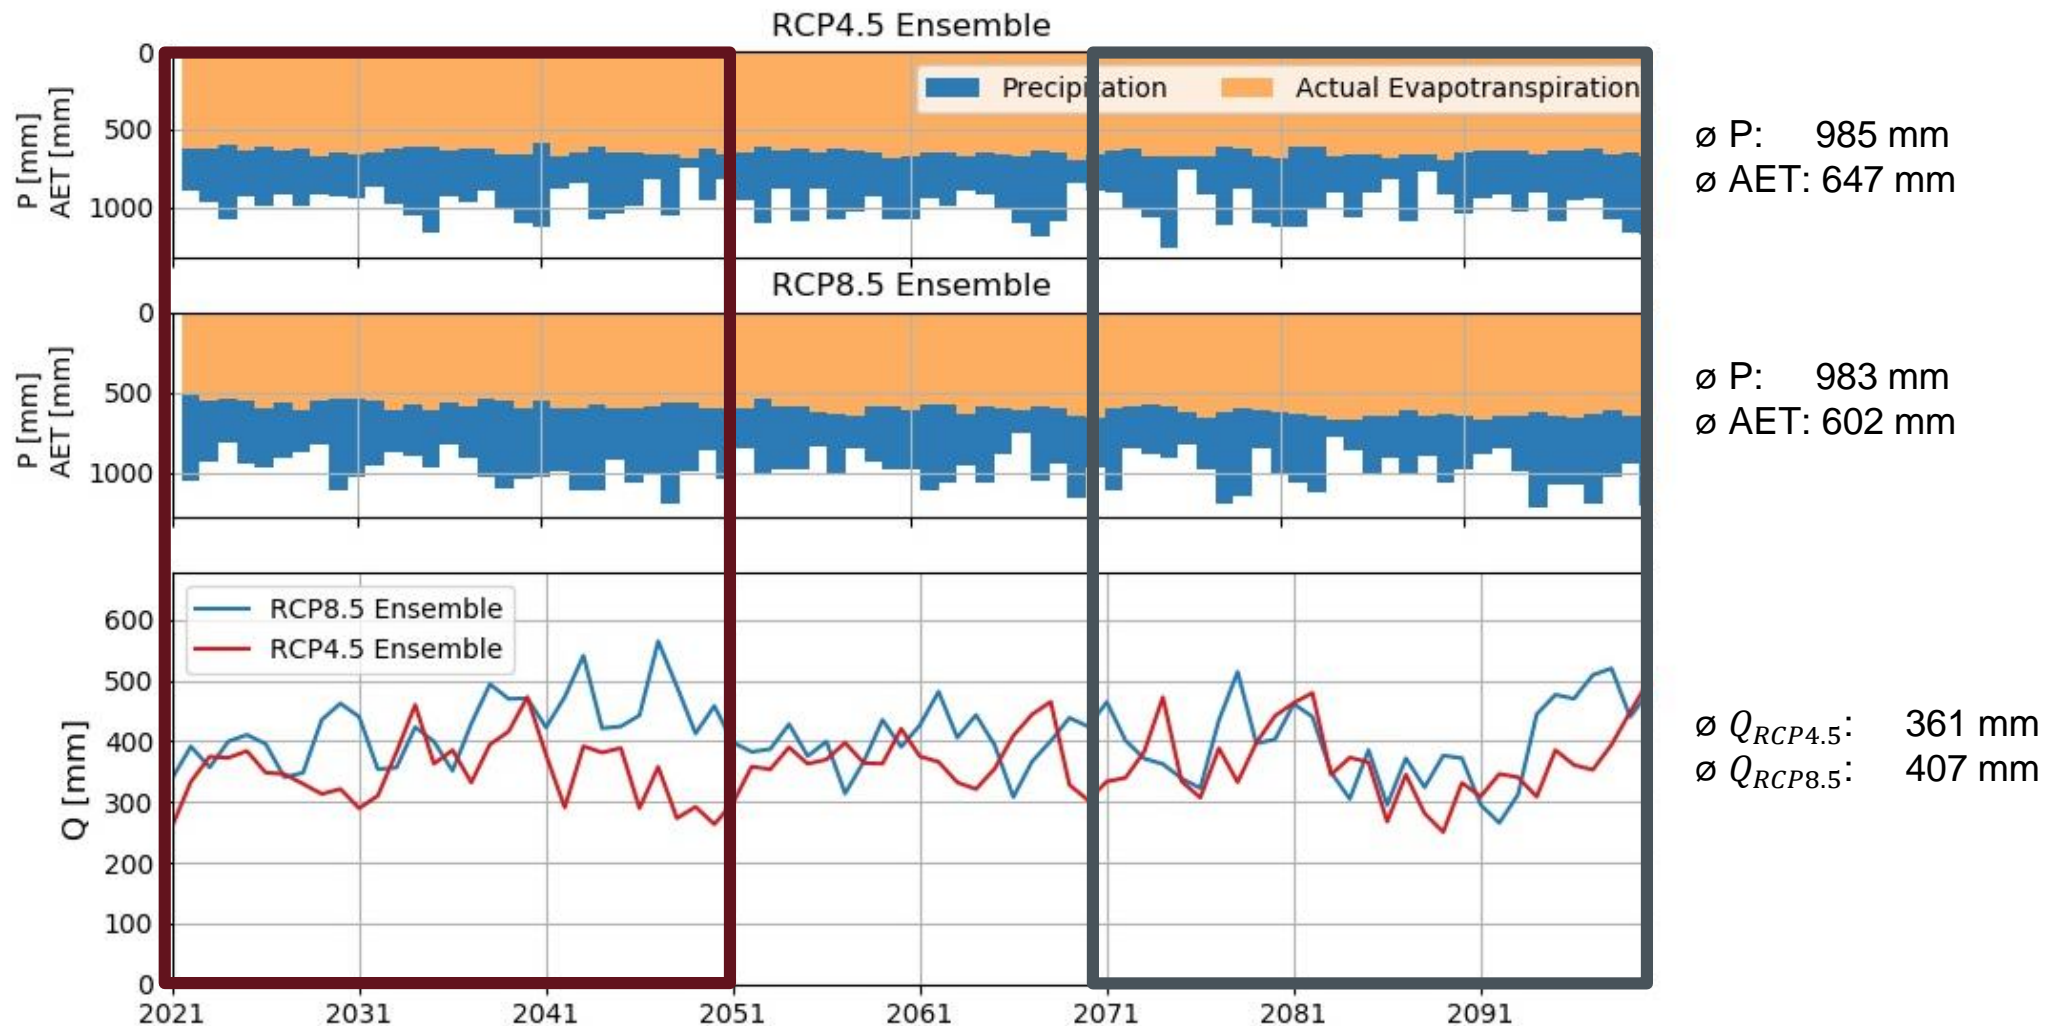 RCP4.5 Ensemble
0
500
1000
P [mm]
AET [mm]
Precipitation
Actual Evapotranspiration
ø P: 985 mm
ø AET: 647 mm
RCP8.5 Ensemble
0
500
1000
P [mm]
AET [mm]
ø P: 983 mm
ø AET: 602 mm
RCP8.5 Ensemble
RCP4.5 Ensemble
600
500
400
300
200
100
0
Q [mm]
ø Q_RCP4.5: 361 mm
ø Q_RCP8.5: 407 mm
2021 2031 2041 2051 2061 2071 2081 2091